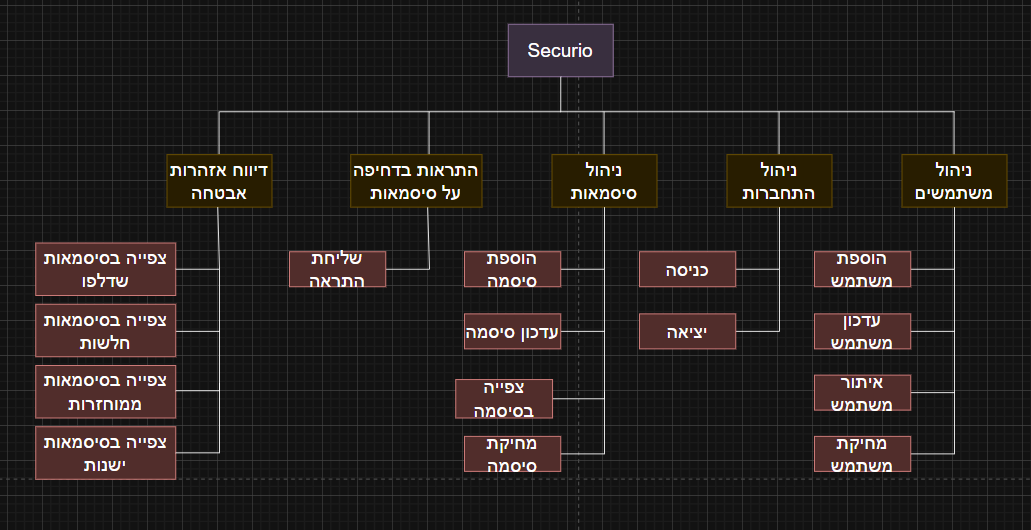 Securio
ניהול
משתמשים
ניהול
התחברות
ניהול
סיסמאות
התראות בדחיפה
על סיסמאות
דיווח אזהרות
אבטחה
הוספת
משתמש
עדכון
משתמש
איתור
משתמש
מחיקת
משתמש
כניסה
יציאה
הוספת
סיסמה
עדכון סיסמה
צפייה
בסיסמה
מחיקת
סיסמה
שליחת
התראה
צפייה בסיסמאות
שדלפו
צפייה בסיסמאות
חלשות
צפייה בסיסמאות
ממוחזרות
צפייה בסיסמאות
ישנות